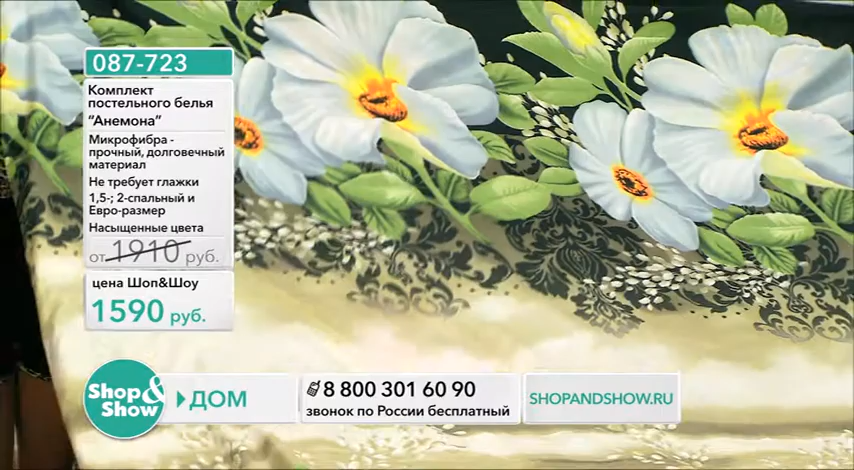 087-723
Комплект
постельного белья
"Анемона"
Микрофибра -
прочный, долговечный
материал
Не требует глажки
1,5-; 2-спальный и
Евро-размер
Насыщенные цвета
от 1910 руб.
цена Шоп&Шоу
1590 руб.
Shop&
Show
ДОМ
8 800 301 60 90
звонок по России бесплатный
SHOPANDSHOW.RU